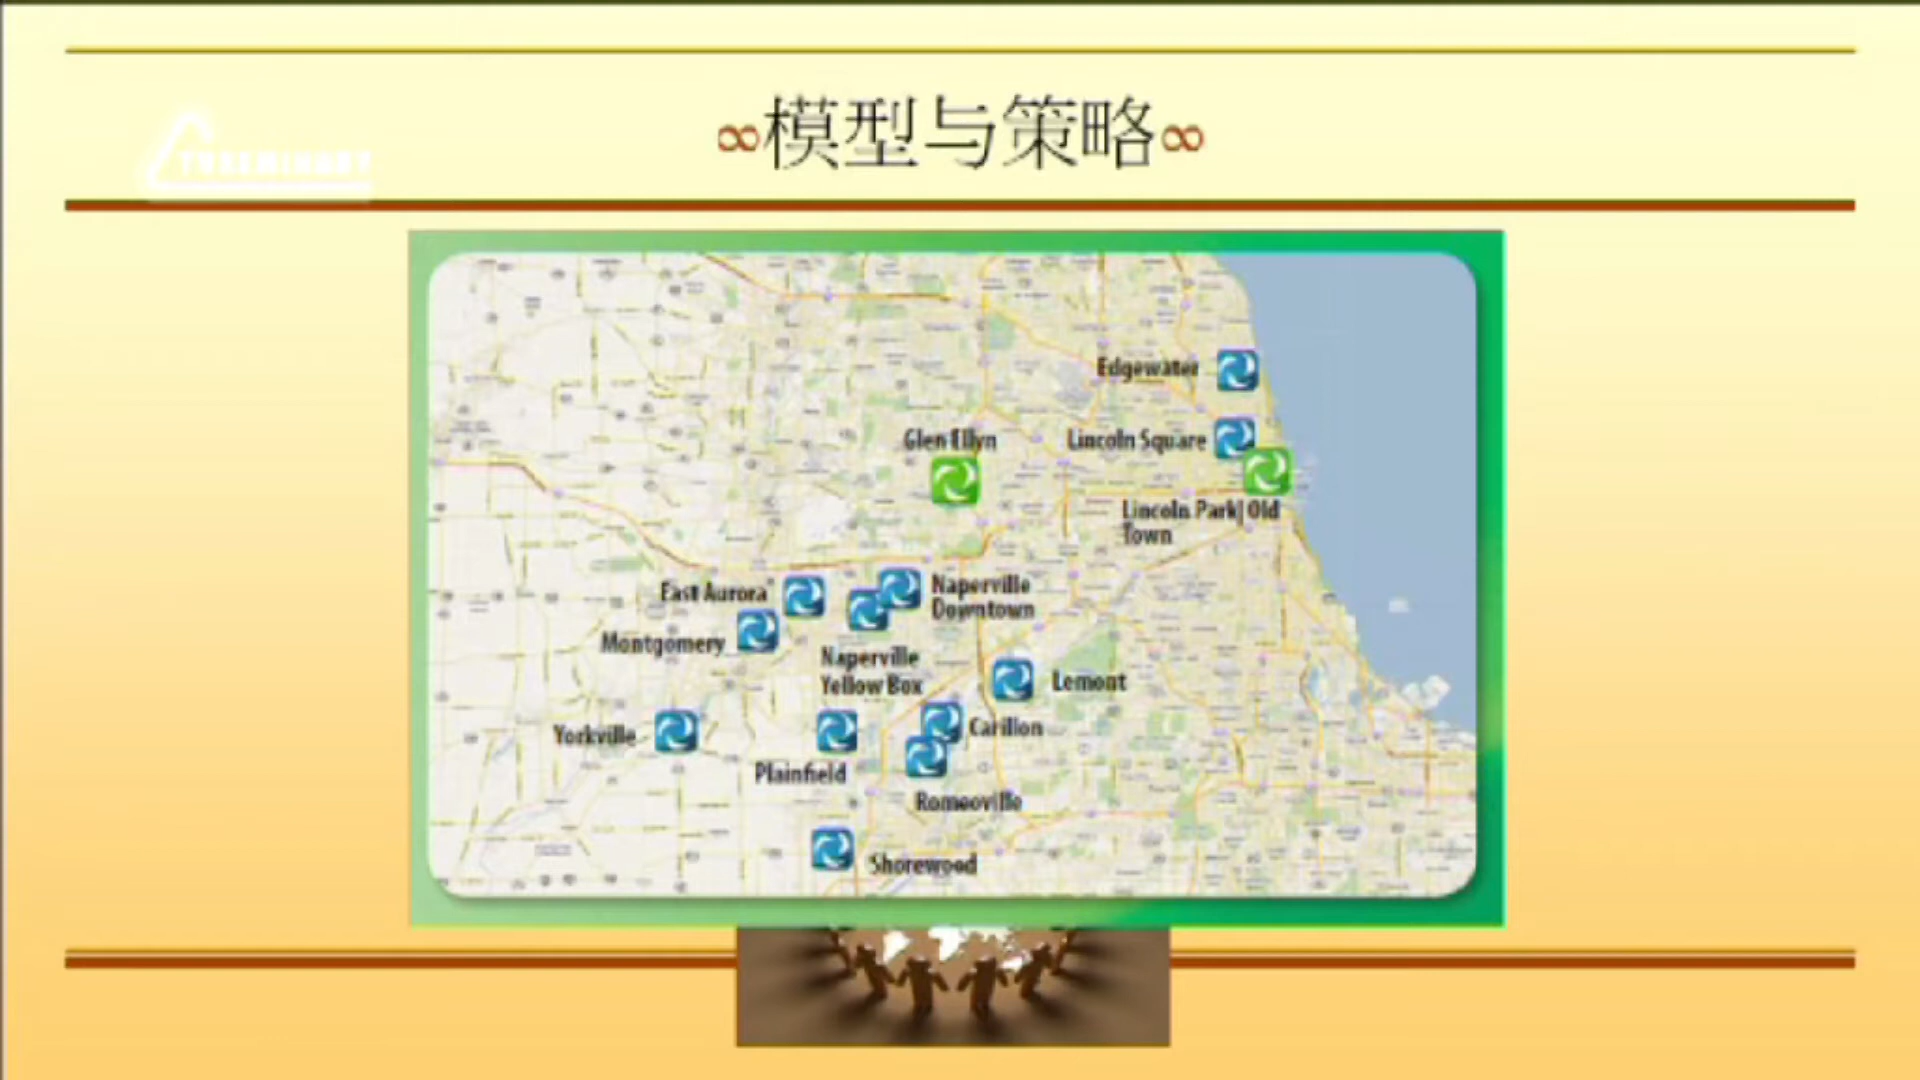 ∞模型与策略∞
Edgewater
Glen Ellyn
Lincoln Square
Lincoln Park| Old
Town
East Aurora
Naperville
Downtown
Montgomery
Naperville
Yellow Box
Lemont
Yorkville
Carillon
Plainfield
Romeoville
Shorewood